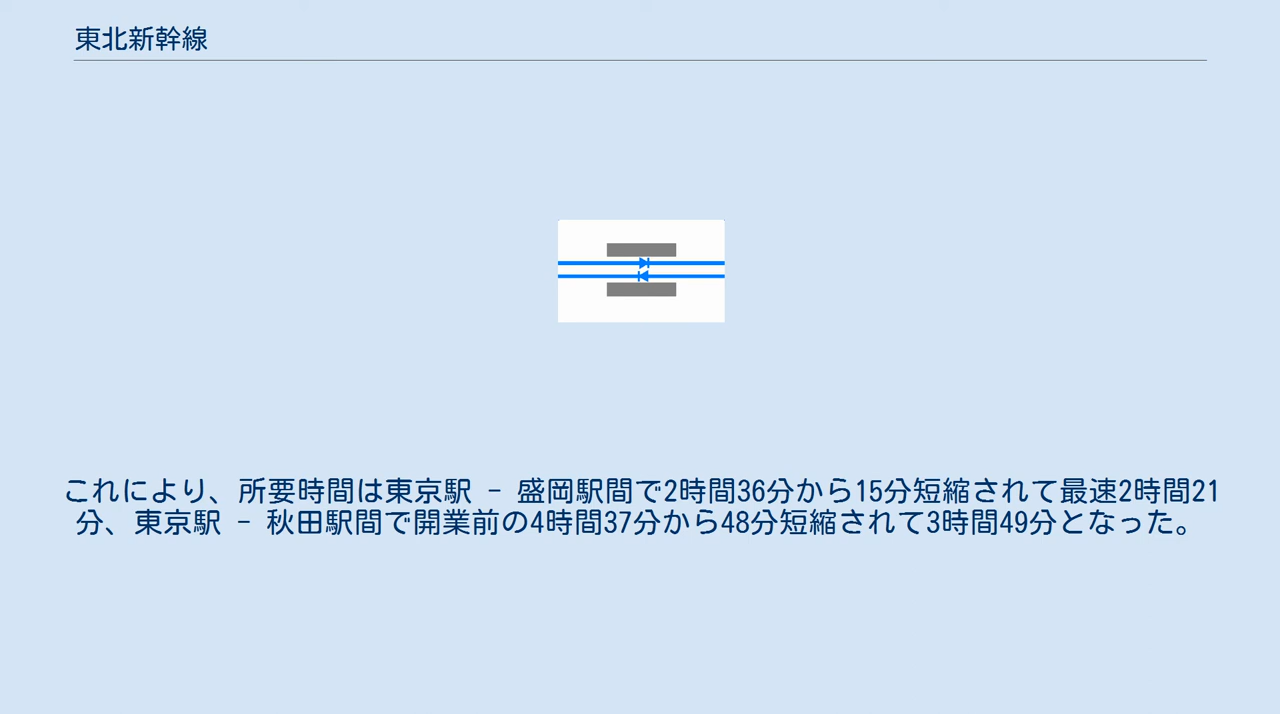 東北新幹線
これにより、所要時間は東京駅 - 盛岡駅間で2時間36分から15分短縮されて最速2時間21
分、東京駅 - 秋田駅間で開業前の4時間37分から48分短縮されて3時間49分となった。